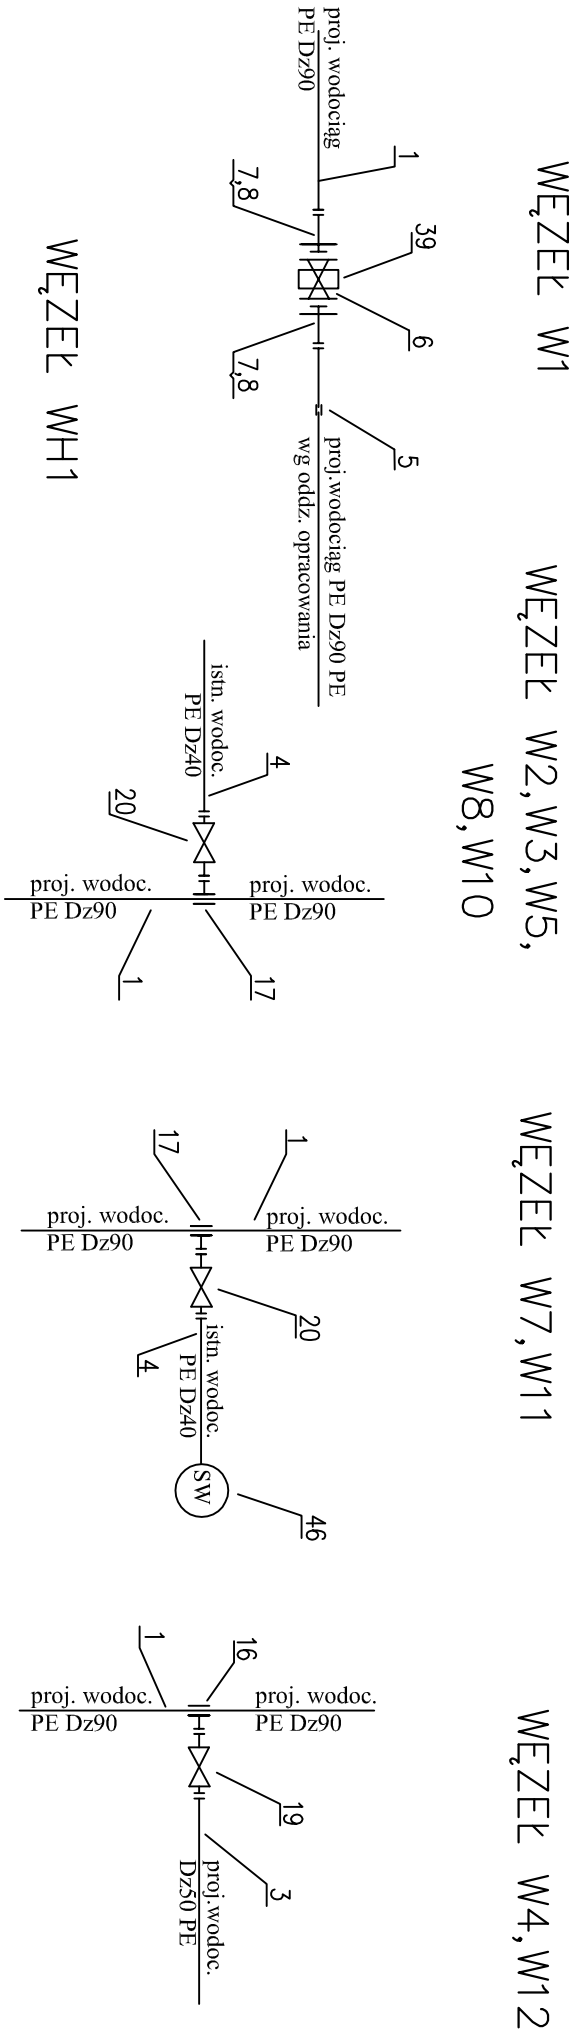 WĘZEŁ W1
proj. wodociąg
PE Dz90
1
7,8
39
6
7,8
5
proj.wodociąg PE Dz90 PE
wg oddz. opracowania
WĘZEŁ WH1
WĘZEŁ W2,W3,W5,
W8,W10
istn. wodoc.
PE Dz40
4
20
proj. wodoc.
PE Dz90
proj. wodoc.
PE Dz90
1
17
WĘZEŁ W7,W11
17
1
proj. wodoc.
PE Dz90
proj. wodoc.
PE Dz90
20
istn. wodoc.
PE Dz40
4
SW
46
WĘZEŁ W4,W12
1
16
proj. wodoc.
PE Dz90
proj. wodoc.
PE Dz90
19
3
proj.wodoc.
Dz50 PE